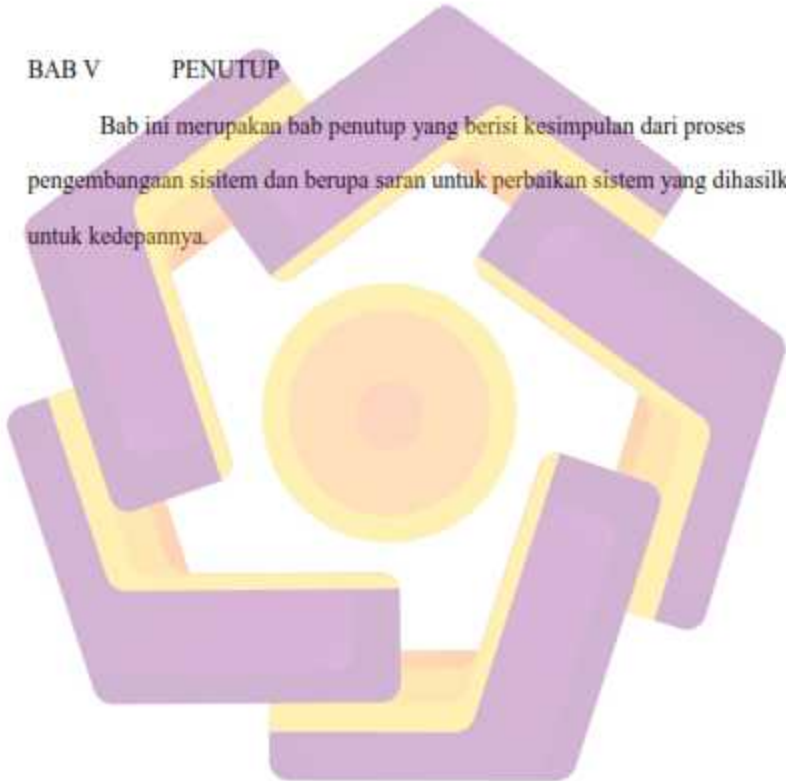 BAB V PENUTUP
Bab ini merupakan bab penutup yang berisi kesimpulan dari proses
pengembangaan sisitem dan berupa saran untuk perbaikan sistem yang dihasilk
untuk kedepannya.